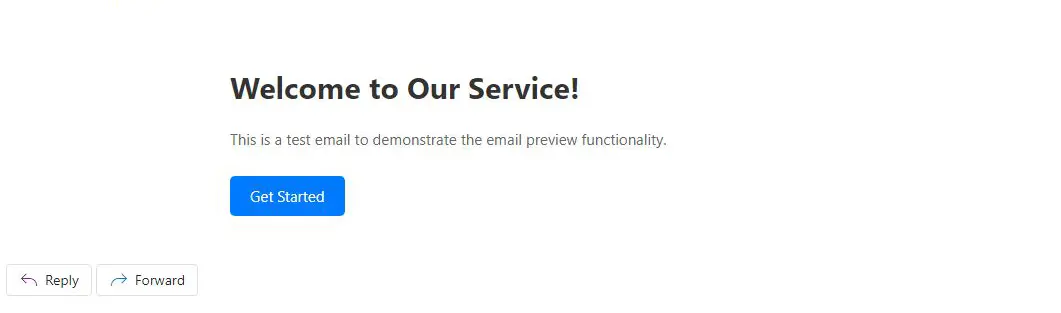 Welcome to Our Service!
This is a test email to demonstrate the email preview functionality.
Get Started
Reply
Forward